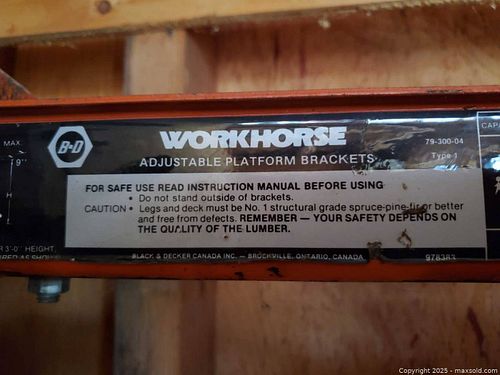 MAX.
9"
3'-0" HEIGHT,
B&D
WORKHORSE
ADJUSTABLE PLATFORM BRACKETS
79-300-04
Type 1
FOR SAFE USE READ INSTRUCTION MANUAL BEFORE USING
• Do not stand outside of brackets.
CAUTION • Legs and deck must be No. 1 structural grade spruce-pine-fir or better
and free from defects. REMEMBER — YOUR SAFETY DEPENDS ON
THE QUALITY OF THE LUMBER.
BLACK & DECKER CANADA INC. — BROCKVILLE, ONTARIO, CANADA
978383
Copyright © 2025 - maxsold.com